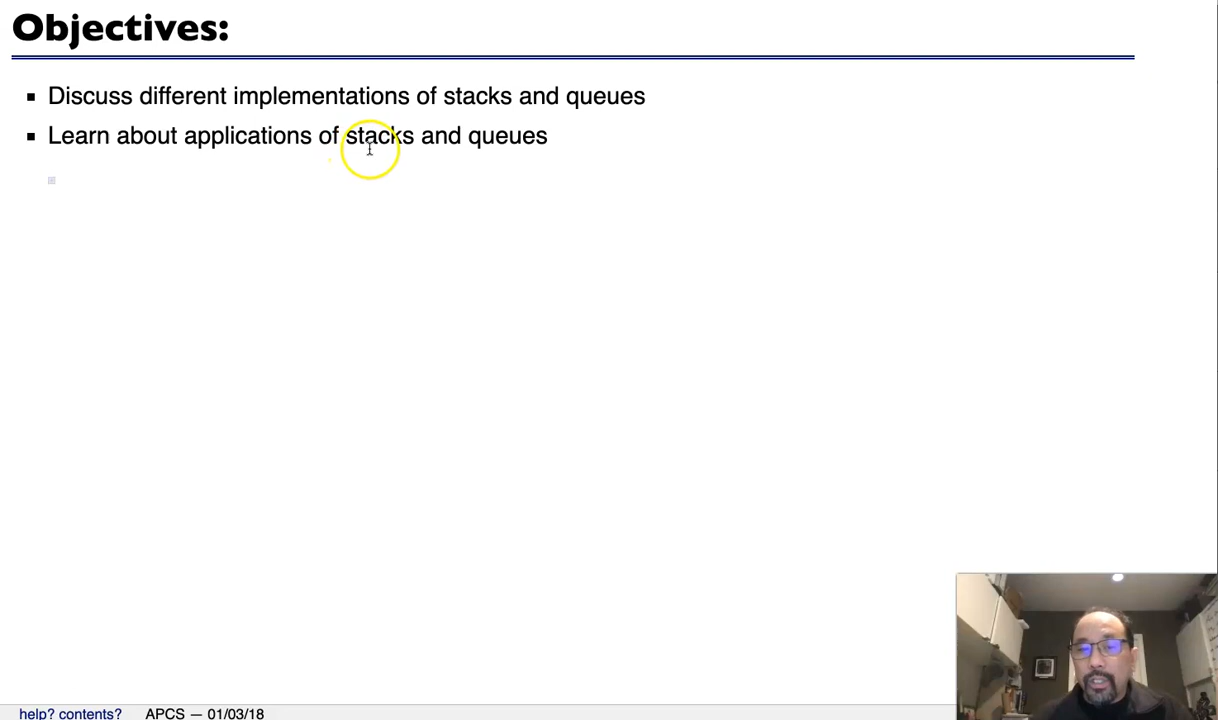 Objectives:
Discuss different implementations of stacks and queues
Learn about applications of stacks and queues
help? contents? APCS — 01/03/18